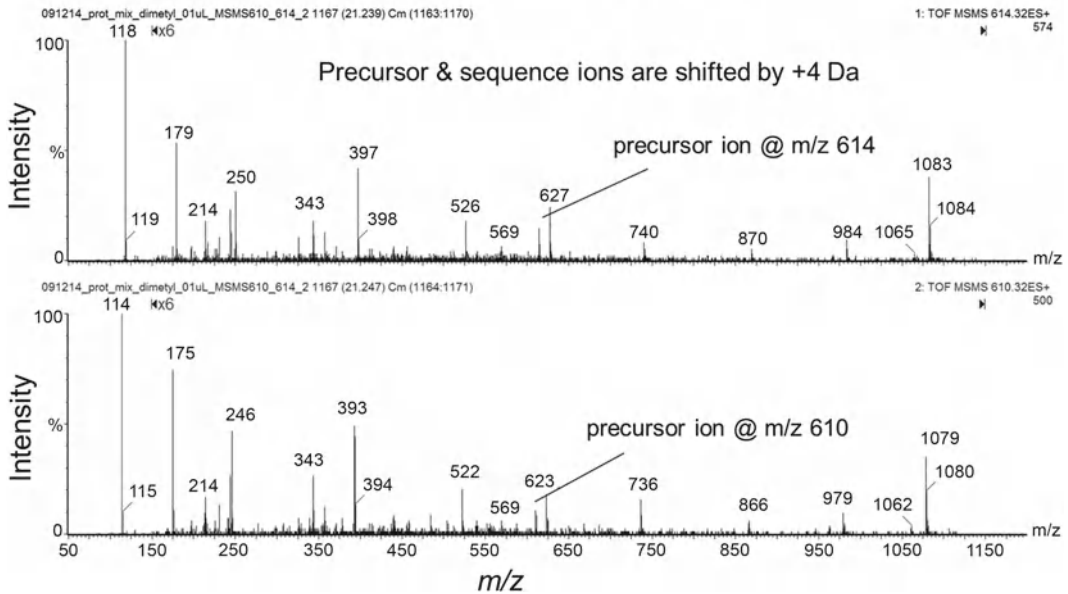 091214_prot_mix_dimetyl_01uL_MSMS610_614_2 1167 (21.239) Cm (1163:1170)
1: TOF MSMS 614.32ES+
118
x6
574
100
Precursor & sequence ions are shifted by +4 Da
Intensity
%
179
397
precursor ion @ m/z 614
1083
250
627
119
214
343
398
526
569
740
870
984
1065
1084
0
m/z
091214_prot_mix_dimetyl_01uL_MSMS610_614_2 1167 (21.247) Cm (1164:1171)
2: TOF MSMS 610.32ES+
114
x6
500
100
175
Intensity
%
246
393
precursor ion @ m/z 610
1079
115
214
343
394
522
623
569
736
866
979
1062
1080
0
m/z
50 150 250 350 450 550 650 750 850 950 1050 1150
m/z